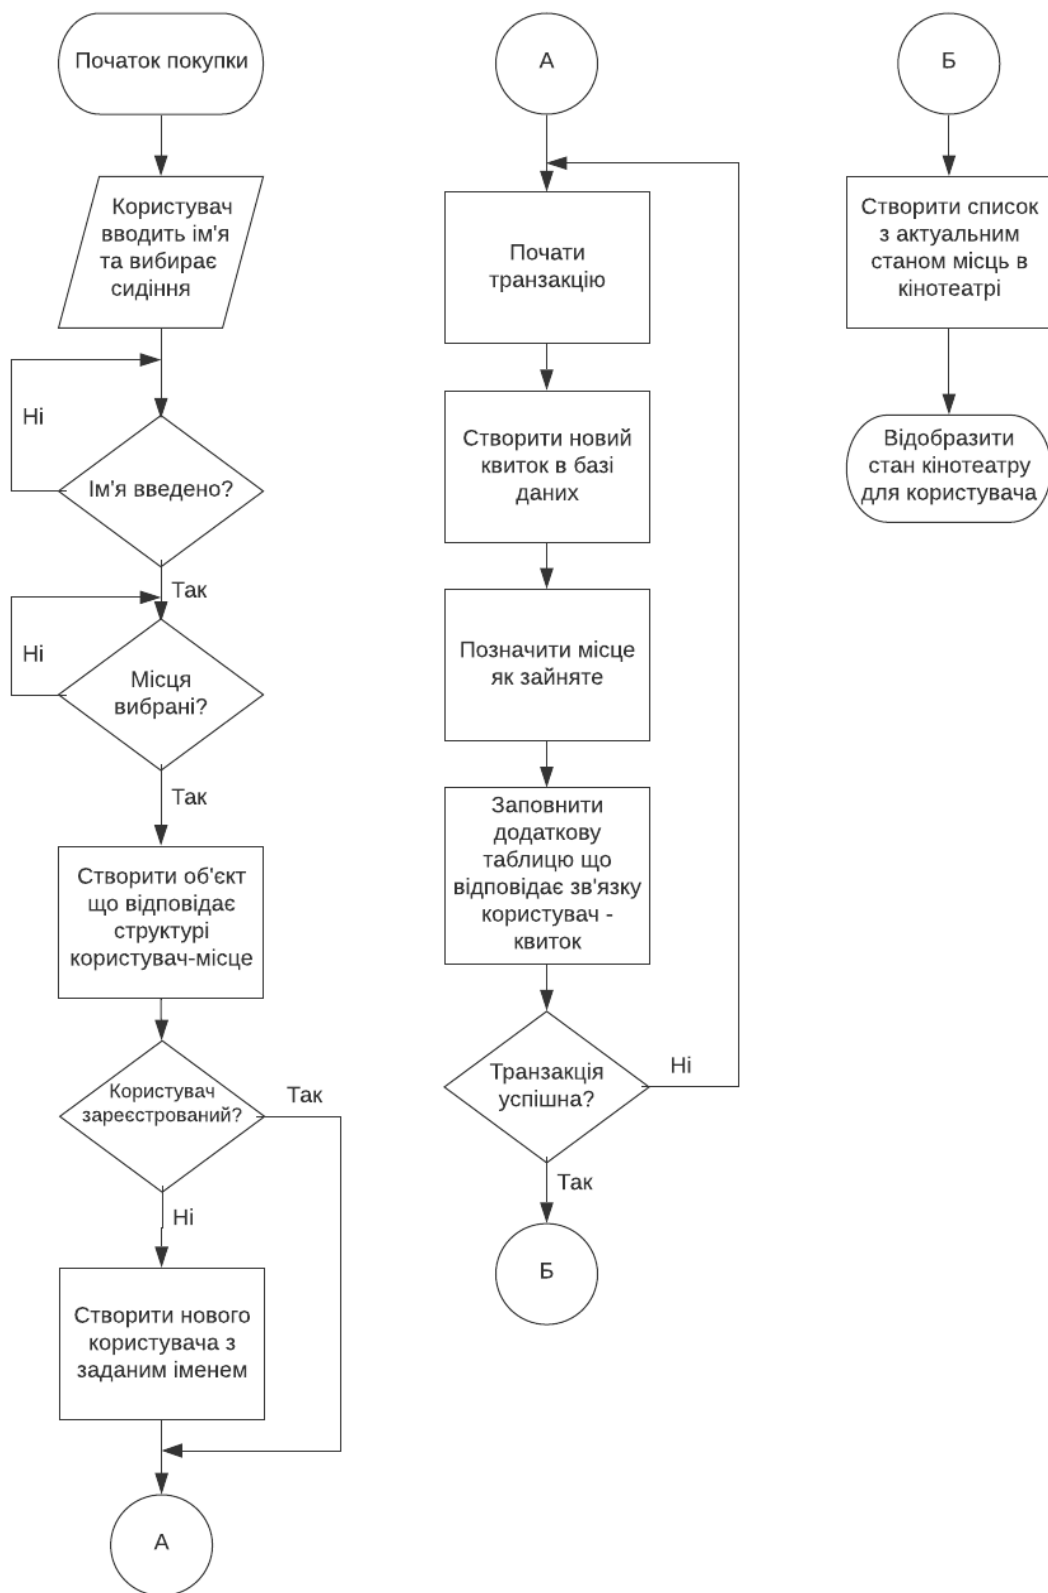 Початок покупки
Користувач
вводить ім'я
та вибирає
сидіння
Ні
Ім'я введено?
Так
Ні
Місця
вибрані?
Так
Створити об'єкт
що відповідає
структурі
користувач-місце
Користувач
зареєстрований?
Так
Ні
Створити нового
користувача з
заданим іменем
А
А
Почати
транзакцію
Створити новий
квиток в базі
даних
Позначити місце
як зайняте
Заповнити
додаткову
таблицю що
відповідає зв'язку
користувач -
квиток
Транзакція
успішна?
Ні
Так
Б
Б
Створити список
з актуальним
станом місць в
кінотеатрі
Відобразити
стан кінотеатру
для користувача